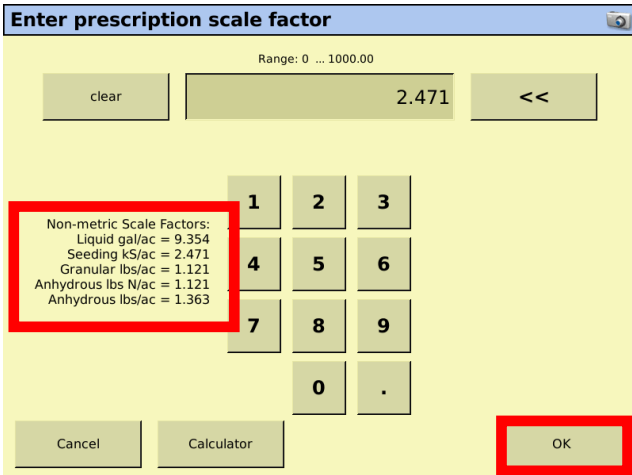 Enter prescription scale factor
Range: 0 ... 1000.00
clear
2.471
<<
1 2 3
Non-metric Scale Factors:
Liquid gal/ac = 9.354
Seeding kS/ac = 2.471
Granular lbs/ac = 1.121
Anhydrous lbs N/ac = 1.121
Anhydrous lbs/ac = 1.363
4 5 6
7 8 9
0 .
Cancel
Calculator
OK